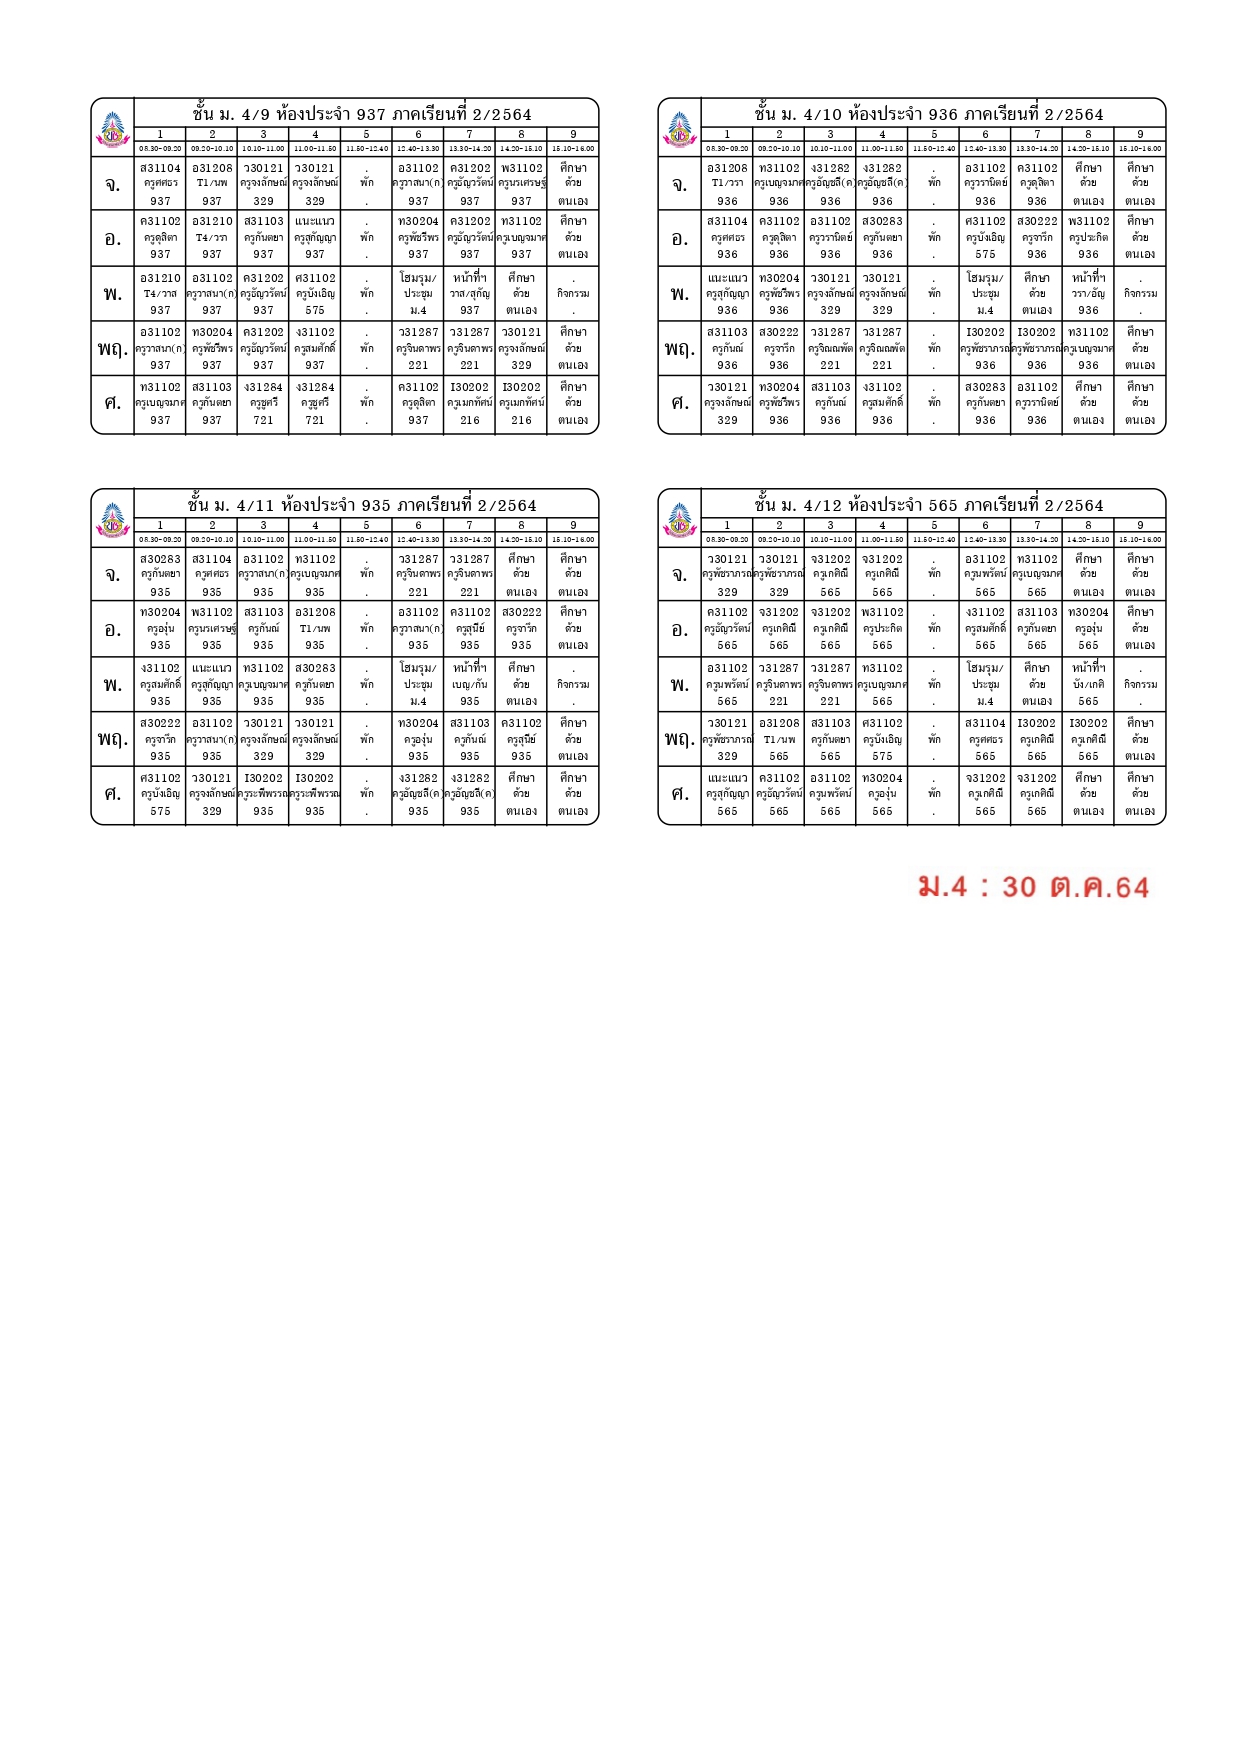 ชั้น ม. 4/9 ห้องประจำ 937 ภาคเรียนที่ 2/2564
1 2 3 4 5 6 7 8 9
08.30-09.20 09.20-10.10 10.10-11.00 11.00-11.50 11.50-12.40 12.40-13.30 13.30-14.20 14.20-15.10 15.10-16.00
ส31104 อ31208 ว30121 ว30121 . อ31102 ค31202 พ31102 ศึกษา
จ. ครูศศธร T1/นพ ครูจงลักษณ์ ครูจงลักษณ์ พัก ครูวาสนา(ก) ครูธัญวรัตน์ ครูนรเศรษฐ์ ด้วย
937 937 329 329 . 937 937 937 ตนเอง
ค31102 อ31210 ส31103 แนะแนว . ท30204 ค31202 ท31102 ศึกษา
อ. ครูดุสิตา T4/วรา ครูกันตยา ครูสุกัญญา พัก ครูพัชรีพร ครูธัญวรัตน์ ครูเบญจมาศ ด้วย
937 937 937 937 . 937 937 937 ตนเอง
อ31210 อ31102 ค31202 ศ31102 . โฮมรุม/ หน้าที่ฯ ศึกษา .
พ. T4/วาส ครูวาสนา(ก) ครูธัญวรัตน์ ครูบังเอิญ พัก ประชุม วาส/สุกัญ ด้วย กิจกรรม
937 937 937 575 . ม.4 937 ตนเอง .
อ31102 ท30204 ค31202 ง31102 . ว31287 ว31287 ว30121 ศึกษา
พฤ. ครูวาสนา(ก) ครูพัชรีพร ครูธัญวรัตน์ ครูสมศักดิ์ พัก ครูจินดาพร ครูจินดาพร ครูจงลักษณ์ ด้วย
937 937 937 937 . 221 221 329 ตนเอง
ท31102 ส31103 ง31284 ง31284 . ค31102 I30202 I30202 ศึกษา
ศ. ครูเบญจมาศ ครูกันตยา ครูชูศรี ครูชูศรี พัก ครูดุสิตา ครูเมกทัศน์ ครูเมกทัศน์ ด้วย
937 937 721 721 . 937 216 216 ตนเอง
ชั้น ม. 4/10 ห้องประจำ 936 ภาคเรียนที่ 2/2564
1 2 3 4 5 6 7 8 9
08.30-09.20 09.20-10.10 10.10-11.00 11.00-11.50 11.50-12.40 12.40-13.30 13.30-14.20 14.20-15.10 15.10-16.00
อ31208 ท31102 ง31282 ง31282 . อ31102 ค31102 ศึกษา ศึกษา
จ. T1/วรา ครูเบญจมาศ ครูอัญชลี(ค) ครูอัญชลี(ค) พัก ครูวรานิตย์ ครูดุสิตา ด้วย ด้วย
936 936 936 936 . 936 936 ตนเอง ตนเอง
ส31104 ค31102 อ31102 ส30283 . ศ31102 ส30222 พ31102 ศึกษา
อ. ครูศศธร ครูดุสิตา ครูวรานิตย์ ครูกันตยา พัก ครูบังเอิญ ครูจารึก ครูประกิต ด้วย
936 936 936 936 . 575 936 936 ตนเอง
แนะแนว ท30204 ว30121 ว30121 . โฮมรุม/ ศึกษา หน้าที่ฯ .
พ. ครูสุกัญญา ครูพัชรีพร ครูจงลักษณ์ ครูจงลักษณ์ พัก ประชุม ด้วย วรา/อัญ กิจกรรม
936 936 329 329 . ม.4 ตนเอง 936 .
ส31103 ส30222 ว31287 ว31287 . I30202 I30202 ท31102 ศึกษา
พฤ. ครูกันณ์ ครูจารึก ครูจิณณพัต ครูจิณณพัต พัก ครูพัชราภรณ์ ครูพัชราภรณ์ ครูเบญจมาศ ด้วย
936 936 221 221 . 936 936 936 ตนเอง
ว30121 ท30204 ส31103 ง31102 . ส30283 อ31102 ศึกษา ศึกษา
ศ. ครูจงลักษณ์ ครูพัชรีพร ครูกันณ์ ครูสมศักดิ์ พัก ครูกันตยา ครูวรานิตย์ ด้วย ด้วย
329 936 936 936 . 936 936 ตนเอง ตนเอง
ชั้น ม. 4/11 ห้องประจำ 935 ภาคเรียนที่ 2/2564
1 2 3 4 5 6 7 8 9
08.30-09.20 09.20-10.10 10.10-11.00 11.00-11.50 11.50-12.40 12.40-13.30 13.30-14.20 14.20-15.10 15.10-16.00
ส30283 ส31104 อ31102 ท31102 . ว31287 ว31287 ศึกษา ศึกษา
จ. ครูกันตยา ครูศศธร ครูวาสนา(ก) ครูเบญจมาศ พัก ครูจินดาพร ครูจินดาพร ด้วย ด้วย
935 935 935 935 . 221 221 ตนเอง ตนเอง
ท30204 พ31102 ส31103 อ31208 . อ31102 ค31102 ส30222 ศึกษา
อ. ครูองุ่น ครูนรเศรษฐ์ ครูกันณ์ T1/นพ พัก ครูวาสนา(ก) ครูสุนีย์ ครูจารึก ด้วย
935 935 935 935 . 935 935 935 ตนเอง
ง31102 แนะแนว ท31102 ส30283 . โฮมรุม/ หน้าที่ฯ ศึกษา .
พ. ครูสมศักดิ์ ครูสุกัญญา ครูเบญจมาศ ครูกันตยา พัก ประชุม เบญ/กัน ด้วย กิจกรรม
935 935 935 935 . ม.4 935 ตนเอง .
ส30222 อ31102 ว30121 ว30121 . ท30204 ส31103 ค31102 ศึกษา
พฤ. ครูจารึก ครูวาสนา(ก) ครูจงลักษณ์ ครูจงลักษณ์ พัก ครูองุ่น ครูกันณ์ ครูสุนีย์ ด้วย
935 935 329 329 . 935 935 935 ตนเอง
ศ31102 ว30121 I30202 I30202 . ง31282 ง31282 ศึกษา ศึกษา
ศ. ครูบังเอิญ ครูจงลักษณ์ ครูระพีพรรณ ครูระพีพรรณ พัก ครูอัญชลี(ค) ครูอัญชลี(ค) ด้วย ด้วย
575 329 935 935 . 935 935 ตนเอง ตนเอง
ชั้น ม. 4/12 ห้องประจำ 565 ภาคเรียนที่ 2/2564
1 2 3 4 5 6 7 8 9
08.30-09.20 09.20-10.10 10.10-11.00 11.00-11.50 11.50-12.40 12.40-13.30 13.30-14.20 14.20-15.10 15.10-16.00
ว30121 ว30121 จ31202 จ31202 . อ31102 ท31102 ศึกษา ศึกษา
จ. ครูพัชราภรณ์ ครูพัชราภรณ์ ครูเกศิณี ครูเกศิณี พัก ครูนพรัตน์ ครูเบญจมาศ ด้วย ด้วย
329 329 565 565 . 565 565 ตนเอง ตนเอง
ค31102 จ31202 จ31202 พ31102 . ง31102 ส31103 ท30204 ศึกษา
อ. ครูธัญวรัตน์ ครูเกศิณี ครูเกศิณี ครูประกิต พัก ครูสมศักดิ์ ครูกันตยา ครูองุ่น ด้วย
565 565 565 565 . 565 565 565 ตนเอง
อ31102 ว31287 ว31287 ท31102 . โฮมรุม/ ศึกษา หน้าที่ฯ .
พ. ครูนพรัตน์ ครูจินดาพร ครูจินดาพร ครูเบญจมาศ พัก ประชุม ด้วย บัง/เกศิ กิจกรรม
565 221 221 565 . ม.4 ตนเอง 565 .
ว30121 อ31208 ส31103 ศ31102 . ส31104 I30202 I30202 ศึกษา
พฤ. ครูพัชราภรณ์ T1/นพ ครูกันตยา ครูบังเอิญ พัก ครูศศธร ครูเกศิณี ครูเกศิณี ด้วย
329 565 565 575 . 565 565 565 ตนเอง
แนะแนว ค31102 อ31102 ท30204 . จ31202 จ31202 ศึกษา ศึกษา
ศ. ครูสุกัญญา ครูธัญวรัตน์ ครูนพรัตน์ ครูองุ่น พัก ครูเกศิณี ครูเกศิณี ด้วย ด้วย
565 565 565 565 . 565 565 ตนเอง ตนเอง
ม.4 : 30 ต.ค.64